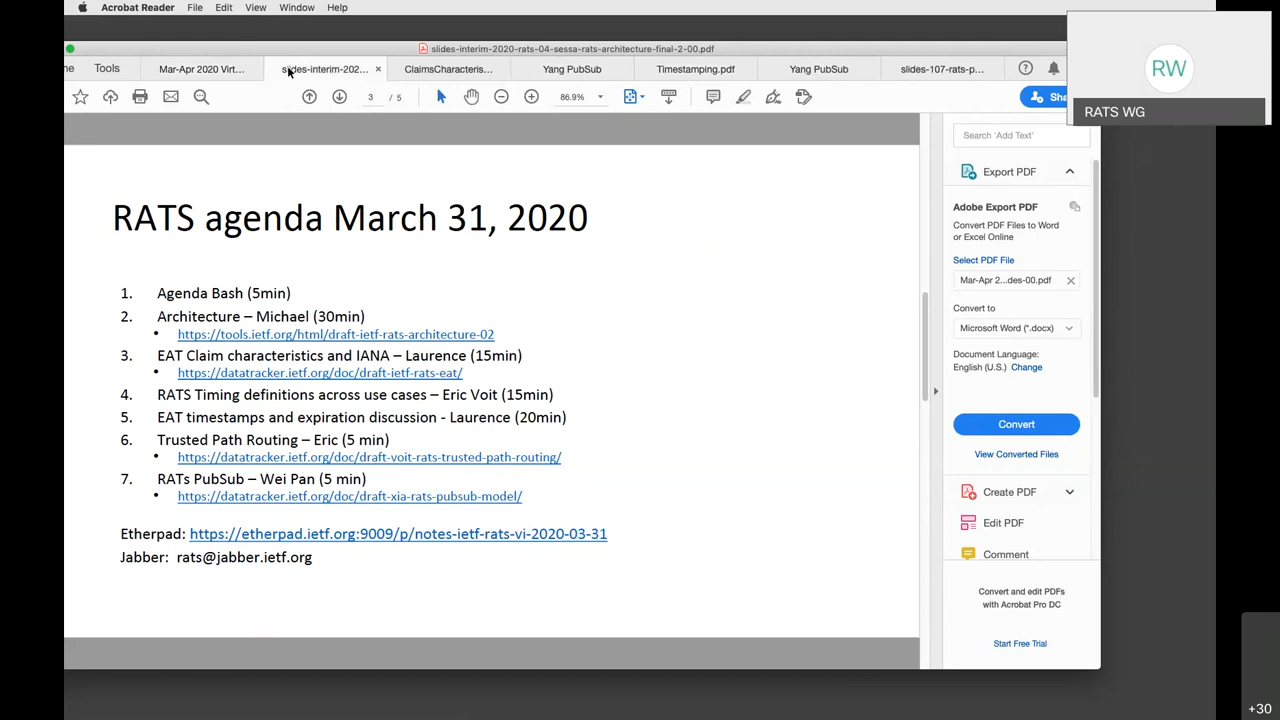 Acrobat Reader File Edit View Window Help
slides-interim-2020-rats-04-sessa-rats-architecture-final-2-00.pdf
me Tools Mar-Apr 2020 Virt... slides-interim-202... × ClaimsCharacteris... Yang PubSub Timestamping.pdf Yang PubSub slides-107-rats-p...
3 / 5 86.9% Sha
RW
RATS WG
Search 'Add Text'
Export PDF
Adobe Export PDF
Convert PDF Files to Word
or Excel Online
Select PDF File
Mar-Apr 2...des-00.pdf
Convert to
Microsoft Word (*.docx)
Document Language:
English (U.S.) Change
Convert
View Converted Files
Create PDF
Edit PDF
Comment
Convert and edit PDFs
with Acrobat Pro DC
Start Free Trial
RATS agenda March 31, 2020
1. Agenda Bash (5min)
2. Architecture – Michael (30min)
• https://tools.ietf.org/html/draft-ietf-rats-architecture-02
3. EAT Claim characteristics and IANA – Laurence (15min)
• https://datatracker.ietf.org/doc/draft-ietf-rats-eat/
4. RATS Timing definitions across use cases – Eric Voit (15min)
5. EAT timestamps and expiration discussion - Laurence (20min)
6. Trusted Path Routing – Eric (5 min)
• https://datatracker.ietf.org/doc/draft-voit-rats-trusted-path-routing/
7. RATs PubSub – Wei Pan (5 min)
• https://datatracker.ietf.org/doc/draft-xia-rats-pubsub-model/
Etherpad: https://etherpad.ietf.org:9009/p/notes-ietf-rats-vi-2020-03-31
Jabber: rats@jabber.ietf.org
+30